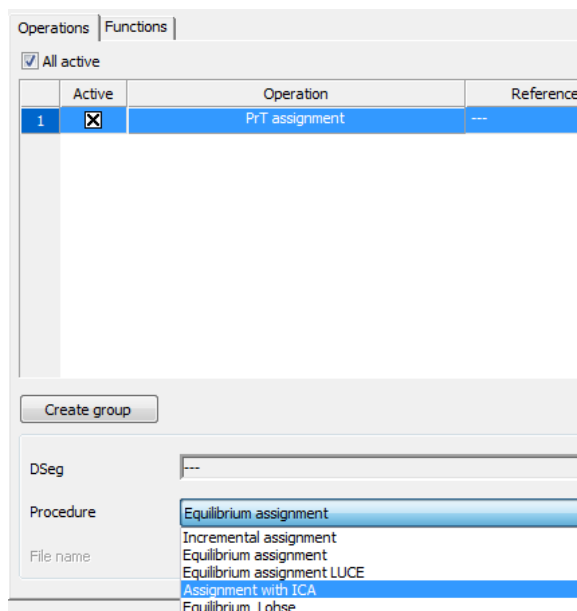 Operations Functions
All active
Active Operation Reference
1 PrT assignment ---
Create group
DSeg ---
Procedure Equilibrium assignment
Incremental assignment
File name Equilibrium assignment
Equilibrium assignment LUCE
Assignment with ICA
Equilibrium_Lohse